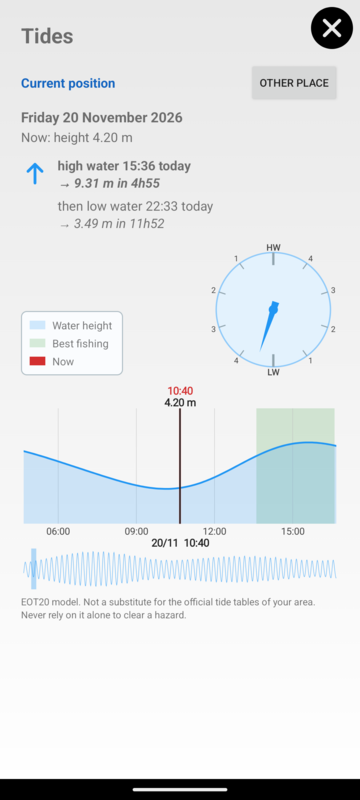 Tides
Current position
OTHER PLACE
Friday 20 November 2026
Now: height 4.20 m
high water 15:36 today
→ 9.31 m in 4h55
then low water 22:33 today
→ 3.49 m in 11h52
HW
1 4
2 3
3 2
4 1
LW
Water height
Best fishing
Now
10:40
4.20 m
06:00 09:00 12:00 15:00
20/11 10:40
EOT20 model. Not a substitute for the official tide tables of your area.
Never rely on it alone to clear a hazard.